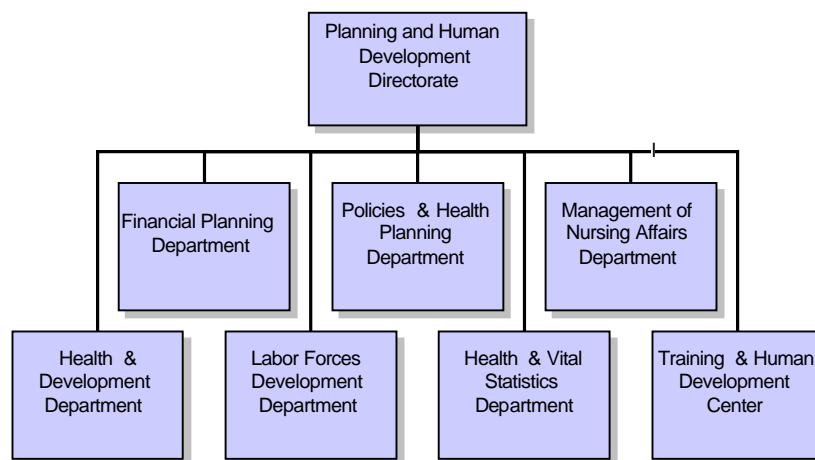 Planning and Human
Development
Directorate
Financial Planning
Department
Policies & Health
Planning
Department
Management of
Nursing Affairs
Department
Health &
Development
Department
Labor Forces
Development
Department
Health & Vital
Statistics
Department
Training & Human
Development
Center